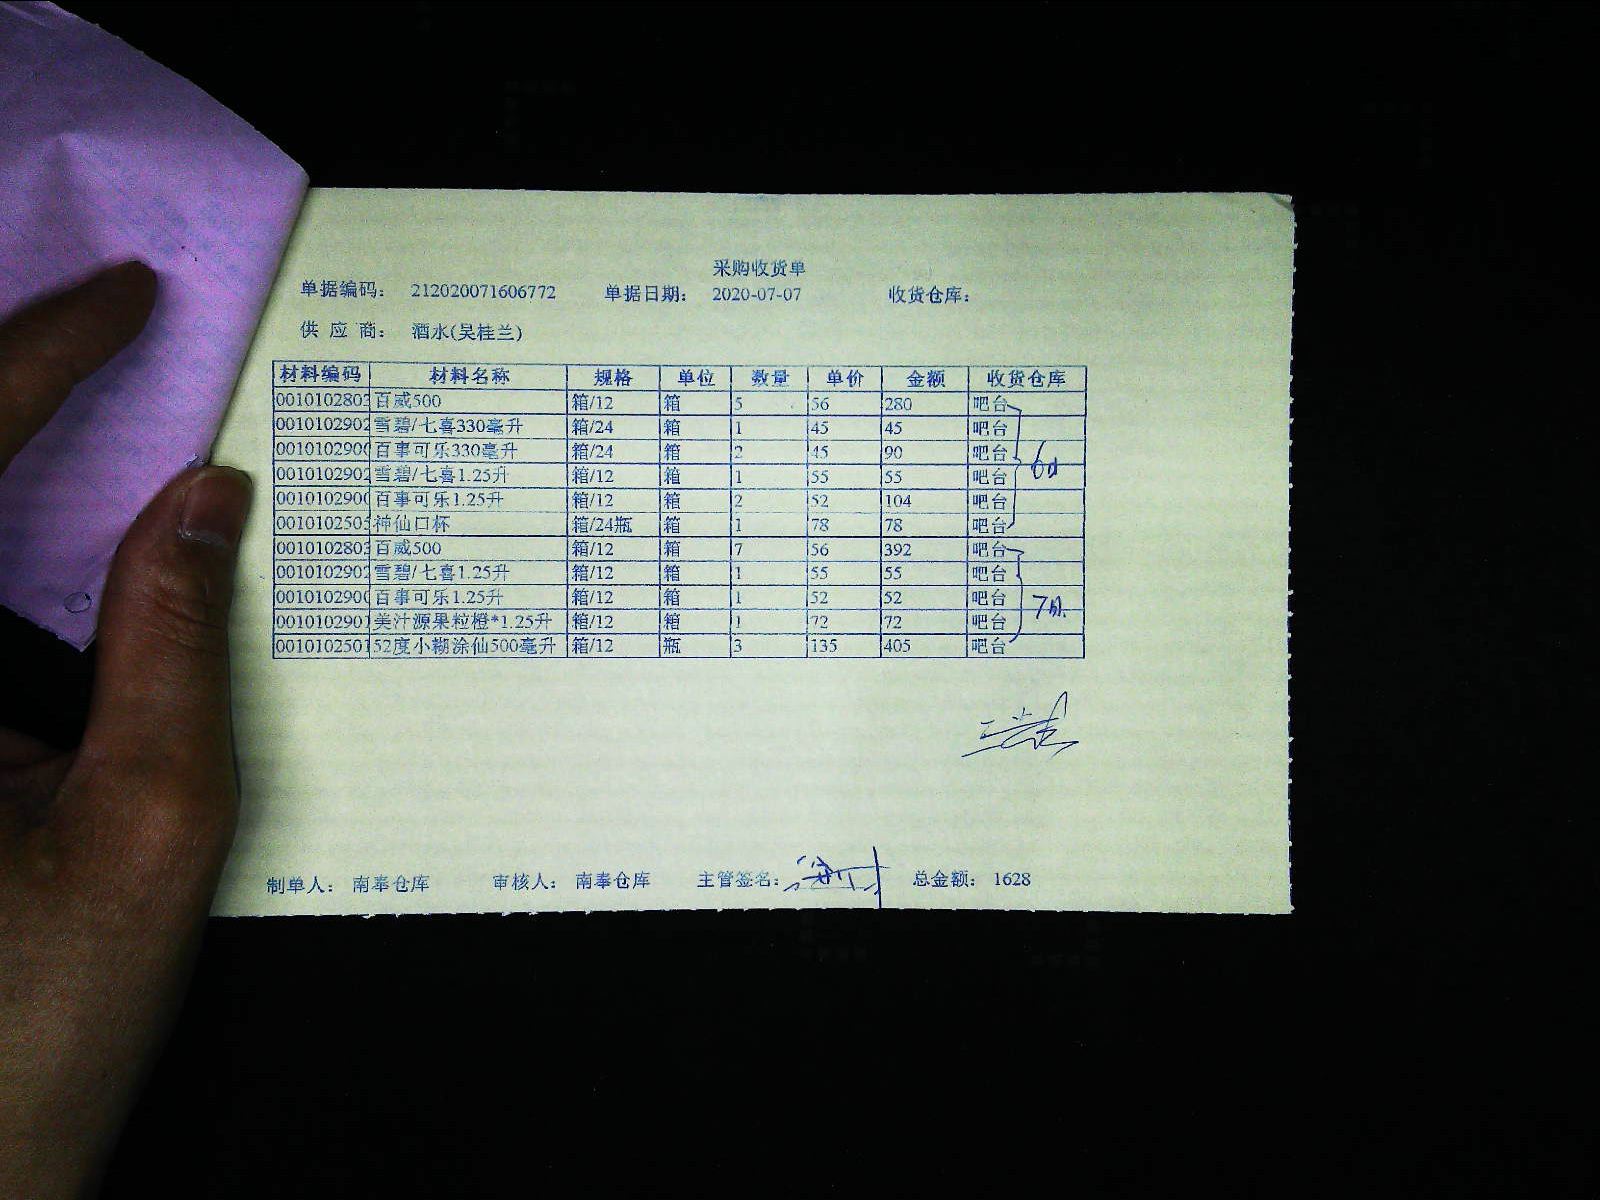 采购收货单
单据编码: 212020071606772 单据日期: 2020-07-07 收货仓库:
供应商: 酒水(吴桂兰)
材料编码 材料名称 规格 单位 数量 单价 金额 收货仓库
0010102803 百威500 箱/12 箱 5 56 280 吧台
0010102902 雪碧/七喜330毫升 箱/24 箱 1 45 45 吧台
0010102900 百事可乐330毫升 箱/24 箱 2 45 90 吧台
0010102902 雪碧/七喜1.25升 箱/12 箱 1 55 55 吧台
0010102900 百事可乐1.25升 箱/12 箱 2 52 104 吧台
0010102505 神仙口杯 箱/24瓶 箱 1 78 78 吧台
0010102803 百威500 箱/12 箱 7 56 392 吧台
0010102902 雪碧/七喜1.25升 箱/12 箱 1 55 55 吧台
0010102900 百事可乐1.25升 箱/12 箱 1 52 52 吧台
0010102901 美汁源果粒橙*1.25升 箱/12 箱 1 72 72 吧台
0010102501 52度小糊涂仙500毫升 箱/12 瓶 3 135 405 吧台
制单人: 南奉仓库 审核人: 南奉仓库 主管签名: 总金额: 1628